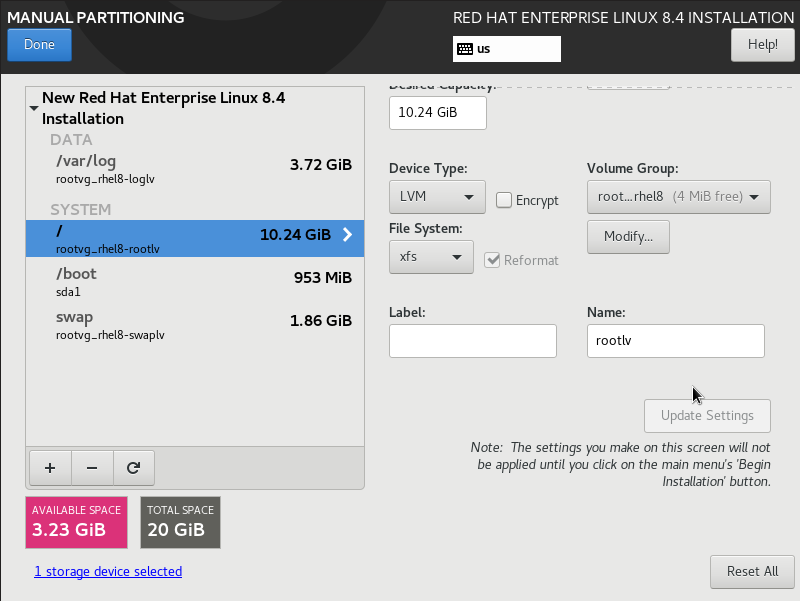 MANUAL PARTITIONING
RED HAT ENTERPRISE LINUX 8.4 INSTALLATION
Done
us
Help!
New Red Hat Enterprise Linux 8.4
Installation
DATA
/var/log
3.72 GiB
rootvg_rhel8-loglv
SYSTEM
/
10.24 GiB
rootvg_rhel8-rootlv
/boot
953 MiB
sda1
swap
1.86 GiB
rootvg_rhel8-swaplv
+
−
AVAILABLE SPACE
3.23 GiB
TOTAL SPACE
20 GiB
1 storage device selected
Desired Capacity:
10.24 GiB
Device Type:
LVM
Encrypt
Volume Group:
root...rhel8 (4 MiB free)
File System:
xfs
Reformat
Modify...
Label:
Name:
rootlv
Update Settings
Note: The settings you make on this screen will not
be applied until you click on the main menu's 'Begin
Installation' button.
Reset All